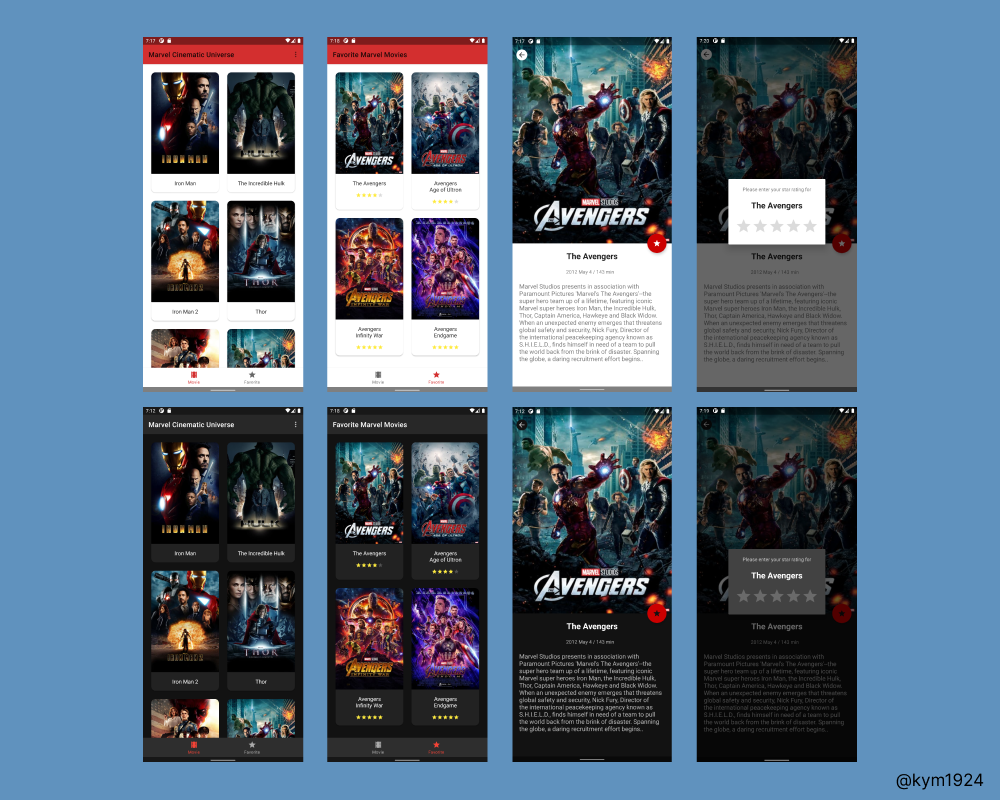 7:17
Marvel Cinematic Universe
IRON MAN
HULK
Iron Man
The Incredible Hulk
IRON MAN 2
THOR
Iron Man 2
Thor
Movie
Favorite
7:18
Favorite Marvel Movies
AVENGERS
AVENGERS
AGE OF ULTRON
The Avengers
Avengers
Age of Ultron
AVENGERS
INFINITY WAR
AVENGERS
Avengers
Infinity War
Avengers
Endgame
Movie
Favorite
7:17
MARVEL STUDIOS
AVENGERS
The Avengers
2012 May 4 / 143 min
Marvel Studios presents in association with
Paramount Pictures 'Marvel's The Avengers'--the
super hero team up of a lifetime, featuring iconic
Marvel super heroes Iron Man, the Incredible Hulk,
Thor, Captain America, Hawkeye and Black Widow.
When an unexpected enemy emerges that threatens
global safety and security, Nick Fury, Director of
the international peacekeeping agency known as
S.H.I.E.L.D., finds himself in need of a team to pull
the world back from the brink of disaster. Spanning
the globe, a daring recruitment effort begins.
7:20
Please enter your star rating for
The Avengers
The Avengers
2012 May 4 / 143 min
Marvel Studios presents in association with
Paramount Pictures 'Marvel's The Avengers'--the
super hero team up of a lifetime, featuring iconic
Marvel super heroes Iron Man, the Incredible Hulk,
Thor, Captain America, Hawkeye and Black Widow.
When an unexpected enemy emerges that threatens
global safety and security, Nick Fury, Director of
the international peacekeeping agency known as
S.H.I.E.L.D., finds himself in need of a team to pull
the world back from the brink of disaster. Spanning
the globe, a daring recruitment effort begins.
7:12
Marvel Cinematic Universe
IRON MAN
HULK
Iron Man
The Incredible Hulk
IRON MAN 2
THOR
Iron Man 2
Thor
Movie
Favorite
7:18
Favorite Marvel Movies
AVENGERS
AVENGERS
AGE OF ULTRON
The Avengers
Avengers
Age of Ultron
AVENGERS
INFINITY WAR
AVENGERS
Avengers
Infinity War
Avengers
Endgame
Movie
Favorite
7:12
MARVEL STUDIOS
AVENGERS
The Avengers
2012 May 4 / 143 min
Marvel Studios presents in association with
Paramount Pictures 'Marvel's The Avengers'--the
super hero team up of a lifetime, featuring iconic
Marvel super heroes Iron Man, the Incredible Hulk,
Thor, Captain America, Hawkeye and Black Widow.
When an unexpected enemy emerges that threatens
global safety and security, Nick Fury, Director of
the international peacekeeping agency known as
S.H.I.E.L.D., finds himself in need of a team to pull
the world back from the brink of disaster. Spanning
the globe, a daring recruitment effort begins..
7:19
Please enter your star rating for
The Avengers
The Avengers
2012 May 4 / 143 min
Marvel Studios presents in association with
Paramount Pictures 'Marvel's The Avengers'--the
super hero team up of a lifetime, featuring iconic
Marvel super heroes Iron Man, the Incredible Hulk,
Thor, Captain America, Hawkeye and Black Widow.
When an unexpected enemy emerges that threatens
global safety and security, Nick Fury, Director of
the international peacekeeping agency known as
S.H.I.E.L.D., finds himself in need of a team to pull
the world back from the brink of disaster. Spanning
the globe, a daring recruitment effort begins..
@kym1924